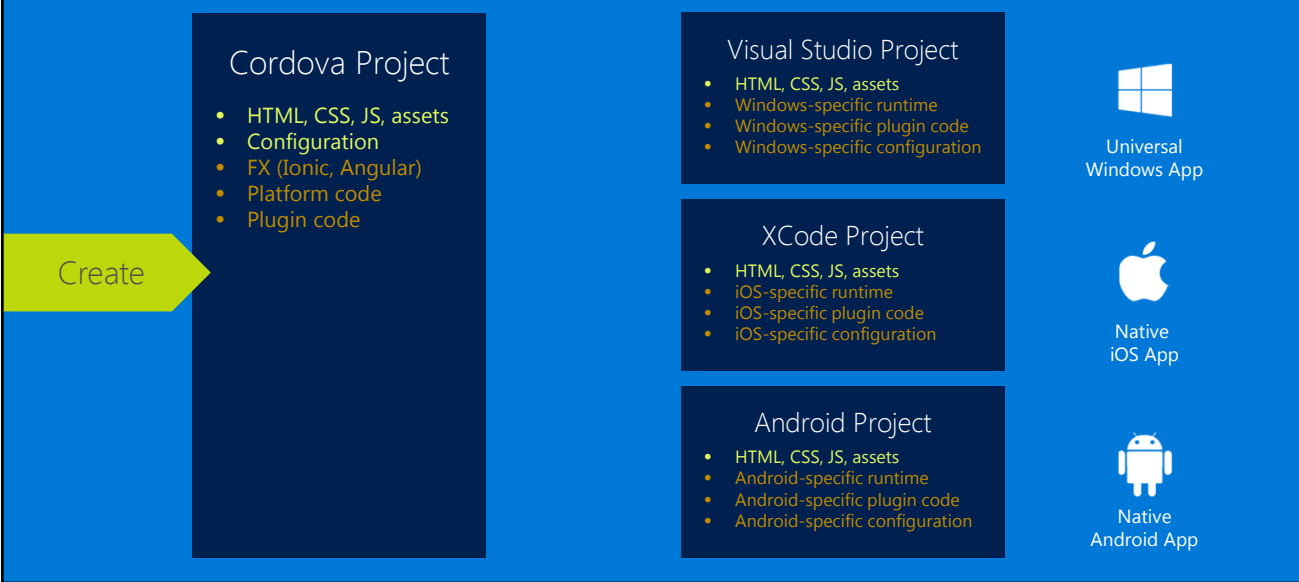 Create
Cordova Project
• HTML, CSS, JS, assets
• Configuration
• FX (Ionic, Angular)
• Platform code
• Plugin code
Visual Studio Project
• HTML, CSS, JS, assets
• Windows-specific runtime
• Windows-specific plugin code
• Windows-specific configuration
Universal
Windows App
XCode Project
• HTML, CSS, JS, assets
• iOS-specific runtime
• iOS-specific plugin code
• iOS-specific configuration
Native
iOS App
Android Project
• HTML, CSS, JS, assets
• Android-specific runtime
• Android-specific plugin code
• Android-specific configuration
Native
Android App